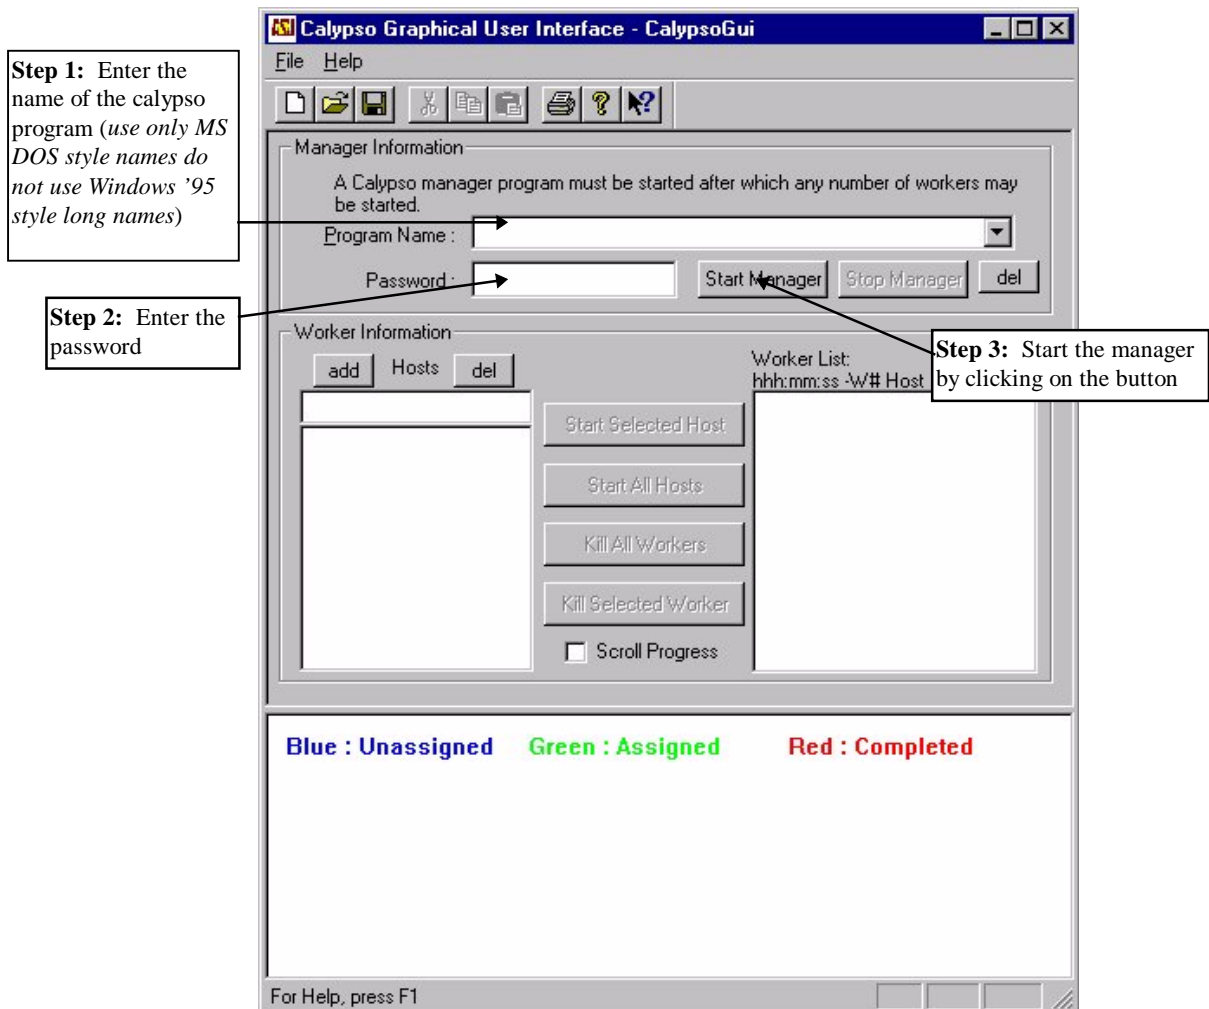 Calypso Graphical User Interface - CalypsoGui
File Help
Step 1: Enter the
name of the calypso
program (use only MS
DOS style names do
not use Windows ’95
style long names)
Manager Information
A Calypso manager program must be started after which any number of workers may
be started.
Program Name :
Password :
Start Manager
Stop Manager
del
Step 2: Enter the
password
Step 3: Start the manager
by clicking on the button
Worker Information
add
Hosts
del
Worker List:
hhh:mm:ss -W# Host
Start Selected Host
Start All Hosts
Kill All Workers
Kill Selected Worker
Scroll Progress
Blue : Unassigned
Green : Assigned
Red : Completed
For Help, press F1